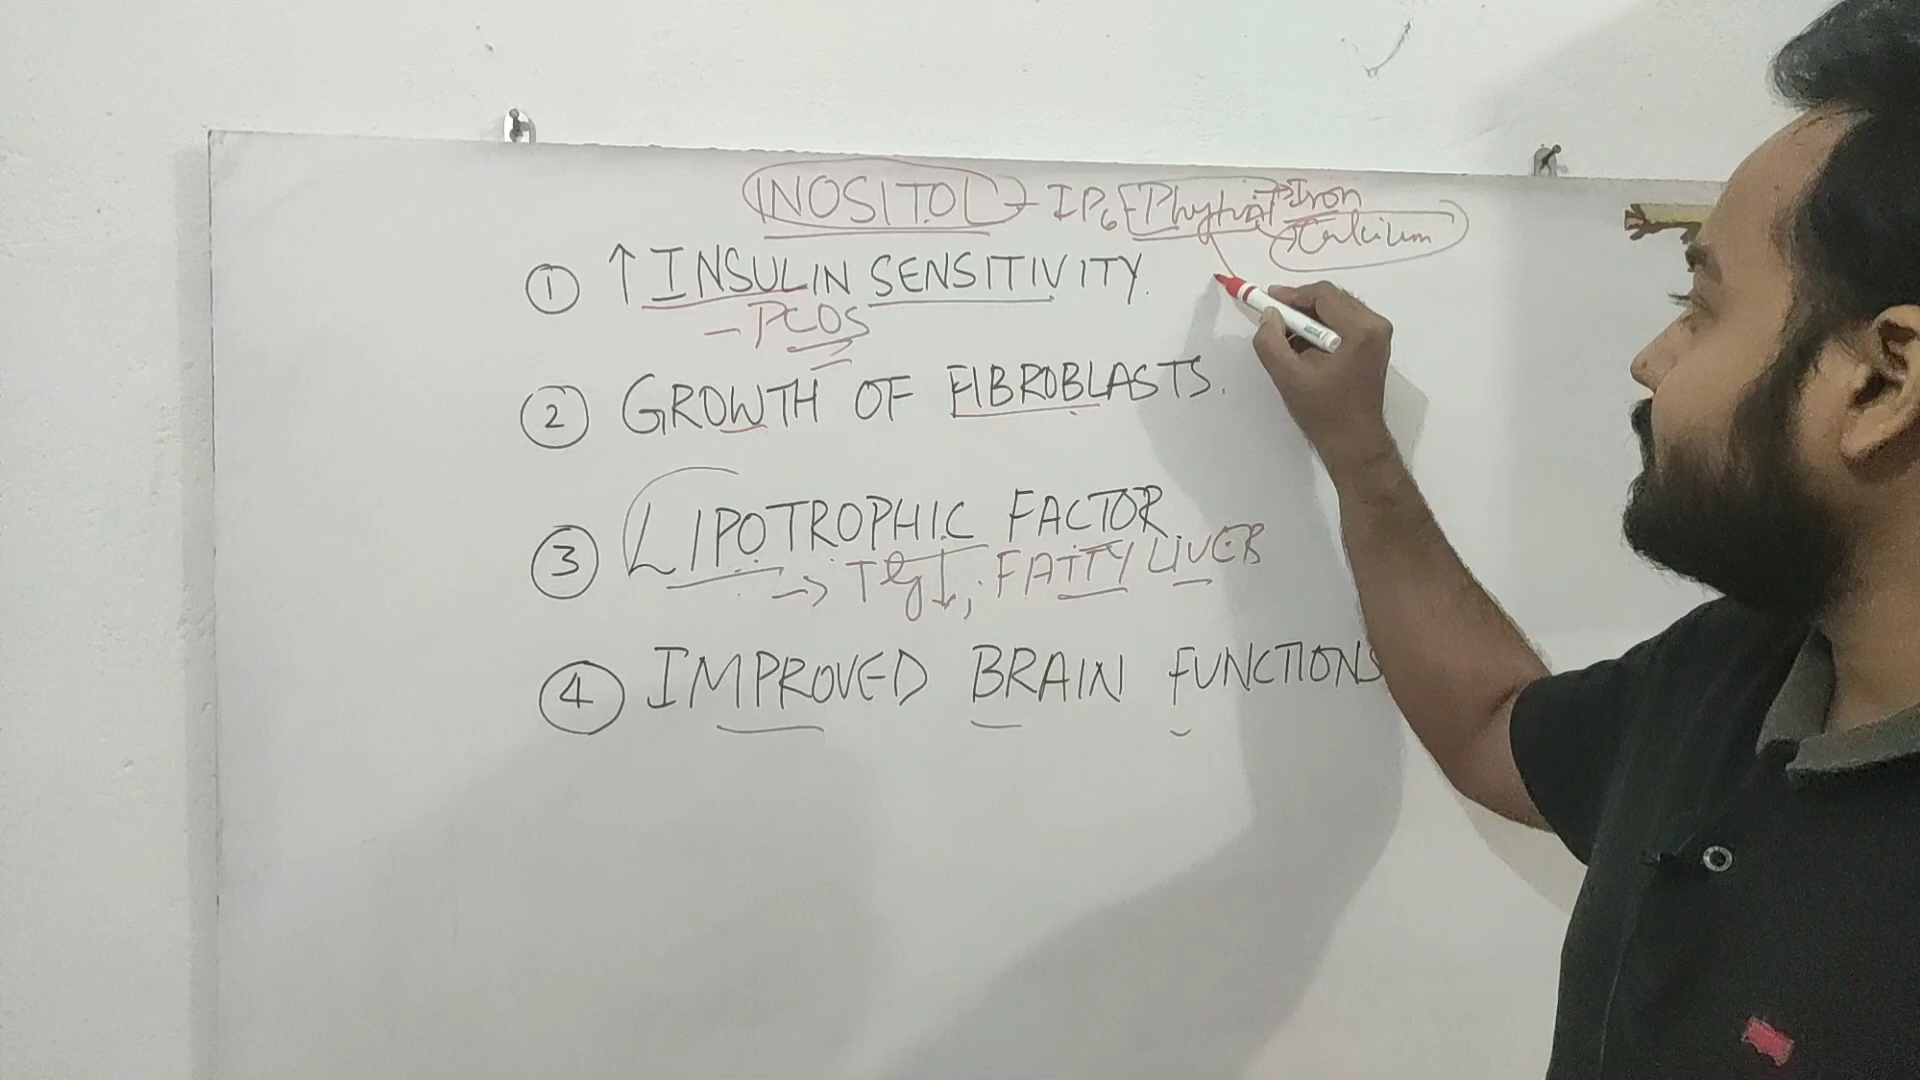 INOSITOL - IP6 - Phytin → Iron
→ Calcium
① ↑ INSULIN SENSITIVITY.
- PCOS
② GROWTH OF FIBROBLASTS.
③ LIPOTROPHIC FACTOR
→ Tg↓, FATTY LIVER
④ IMPROVED BRAIN FUNCTIONS